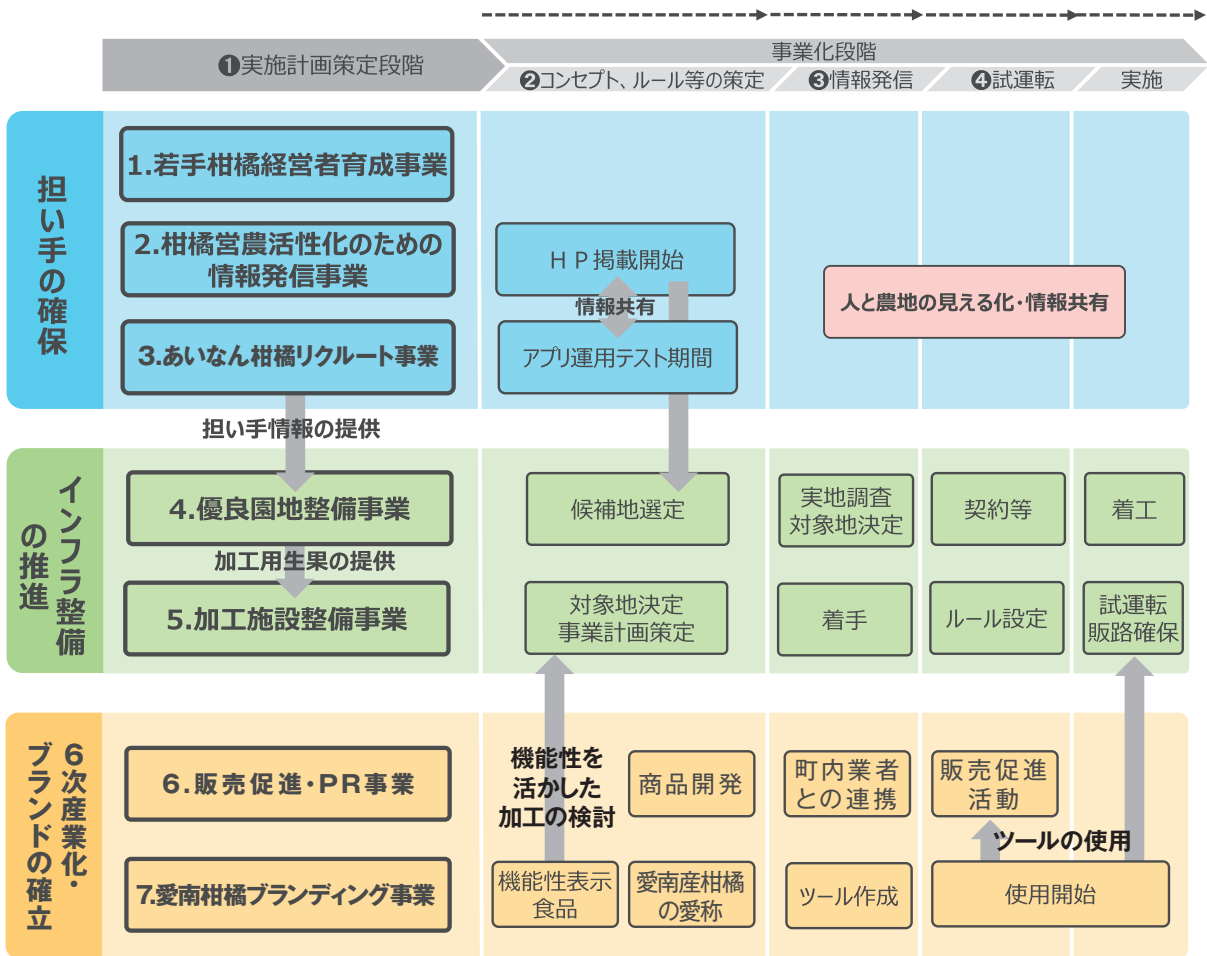 ❶実施計画策定段階
事業化段階
❷コンセプト、ルール等の策定
❸情報発信
❹試運転
実施
担い手の確保
1.若手柑橘経営者育成事業
2.柑橘営農活性化のための
情報発信事業
ＨＰ掲載開始
情報共有
人と農地の見える化・情報共有
3.あいなん柑橘リクルート事業
アプリ運用テスト期間
担い手情報の提供
インフラ整備
の推進
4.優良園地整備事業
候補地選定
実地調査
対象地決定
契約等
着工
加工用生果の提供
5.加工施設整備事業
対象地決定
事業計画策定
着手
ルール設定
試運転
販路確保
6次産業化・
ブランドの確立
6.販売促進・PR事業
機能性を
活かした
加工の検討
商品開発
町内業者
との連携
販売促進
活動
ツールの使用
7.愛南柑橘ブランディング事業
機能性表示
食品
愛南産柑橘
の愛称
ツール作成
使用開始